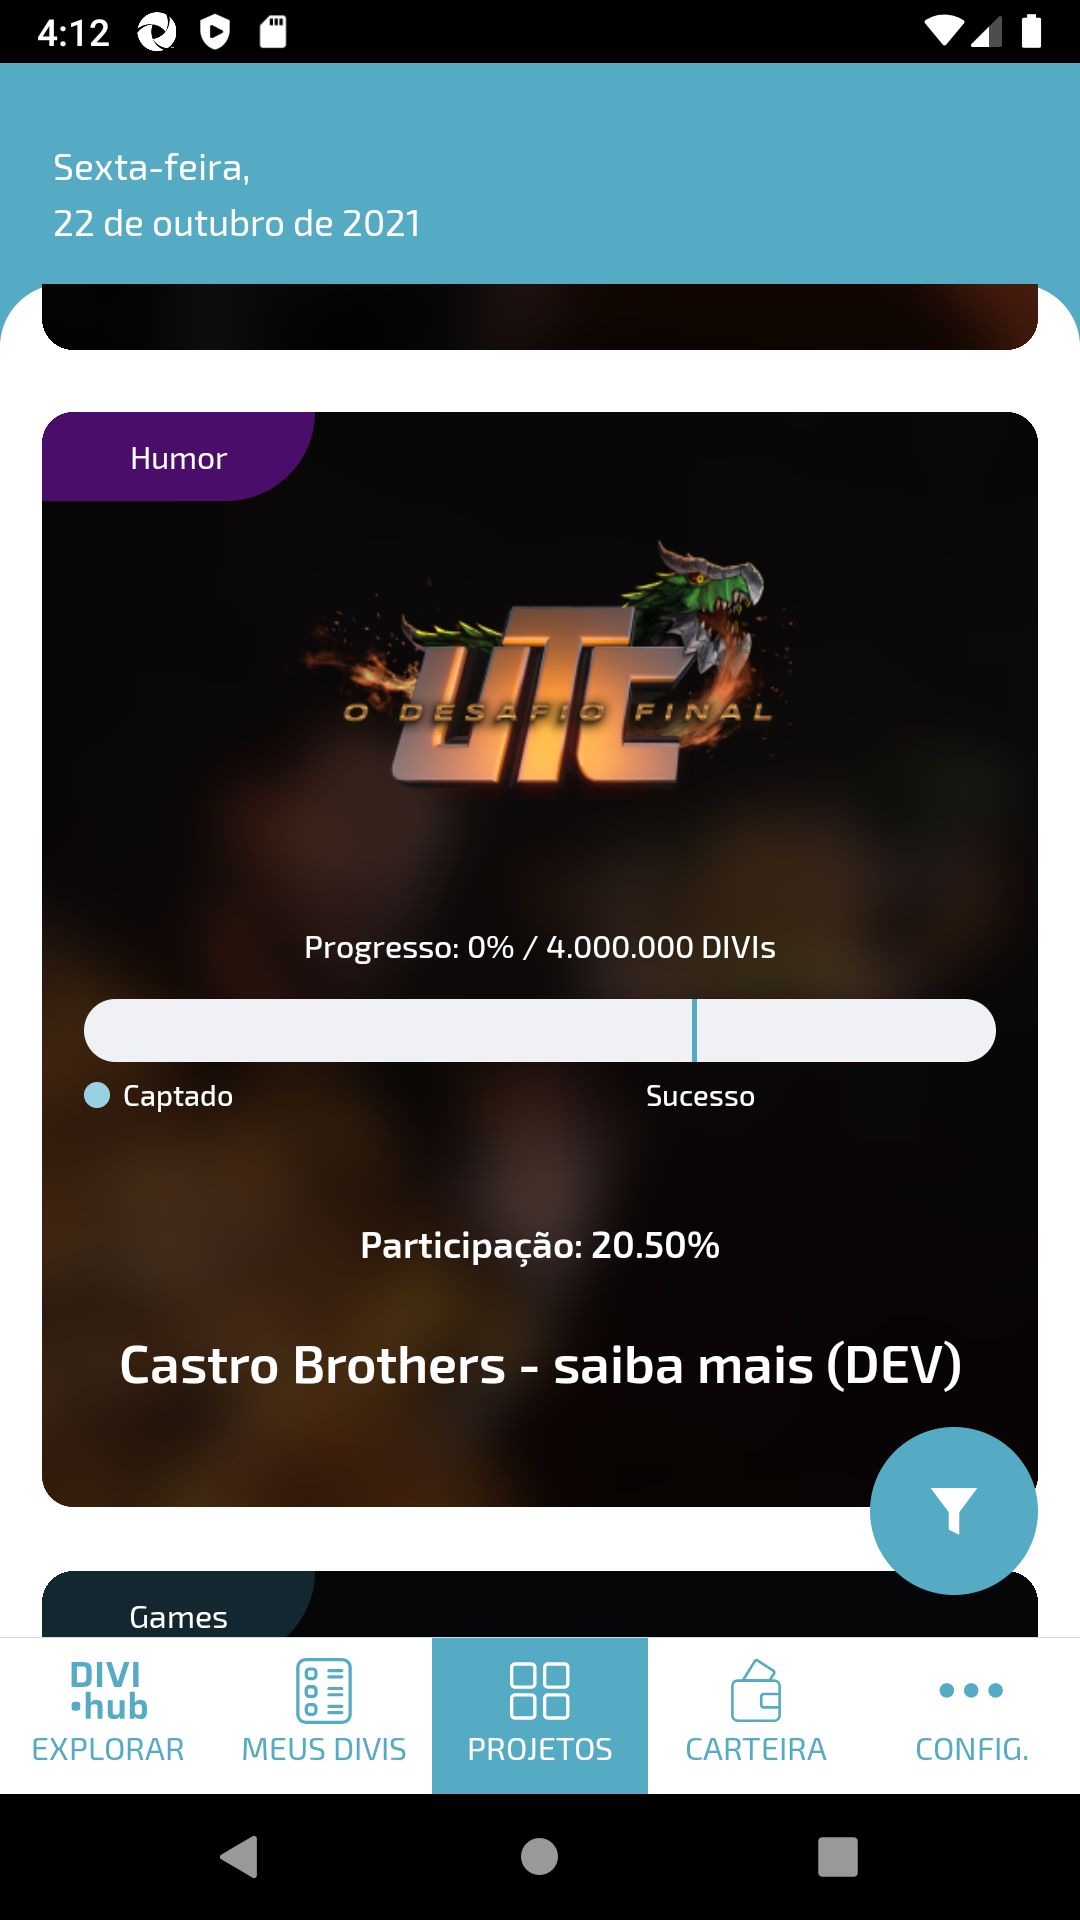 4:12
Sexta-feira,
22 de outubro de 2021
Humor
UTC
O DESAFIO FINAL
Progresso: 0% / 4.000.000 DIVIs
Captado
Sucesso
Participação: 20.50%
Castro Brothers - saiba mais (DEV)
Games
DIVI
•hub
EXPLORAR
MEUS DIVIS
PROJETOS
CARTEIRA
CONFIG.